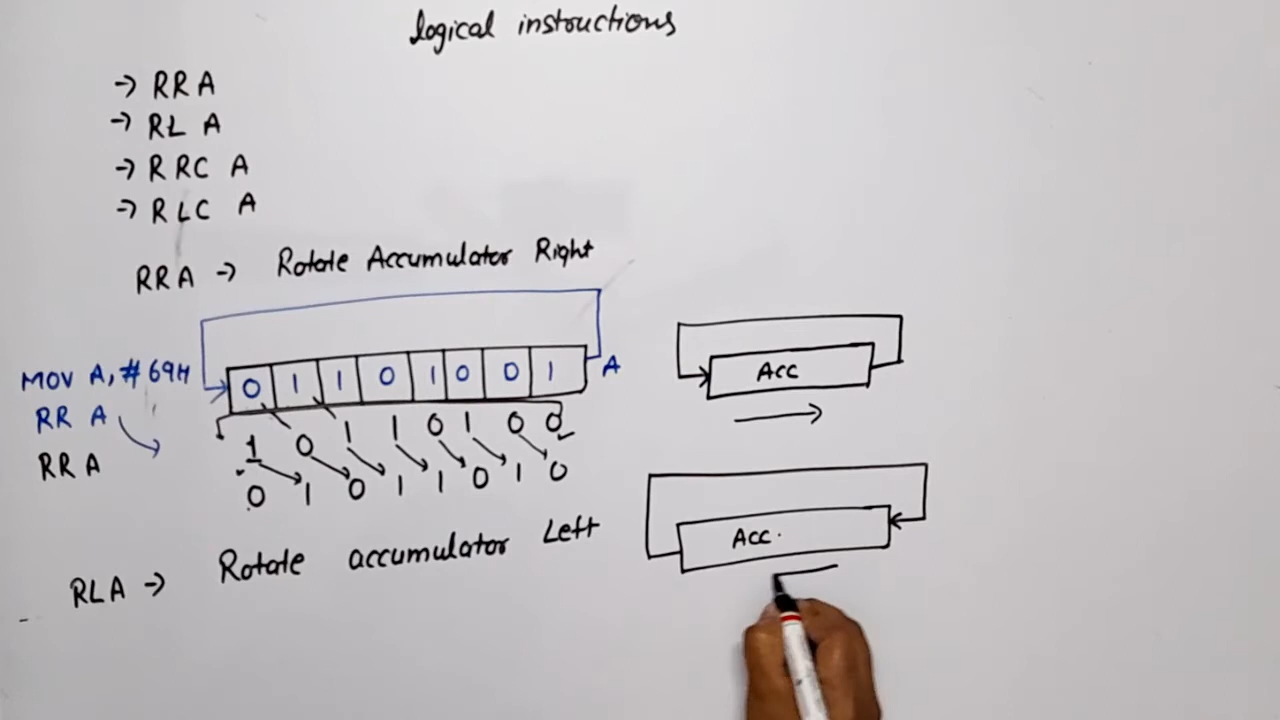 logical instructions
→ RR A
→ RL A
→ RRC A
→ RLC A
RRA → Rotate Accumulator Right
MOV A, #69H
RR A
RR A
0 1 1 0 1 0 0 1 A
1 0 1 1 0 1 0 0
0 1 0 1 1 0 1 0
Acc
RLA → Rotate accumulator Left
Acc.